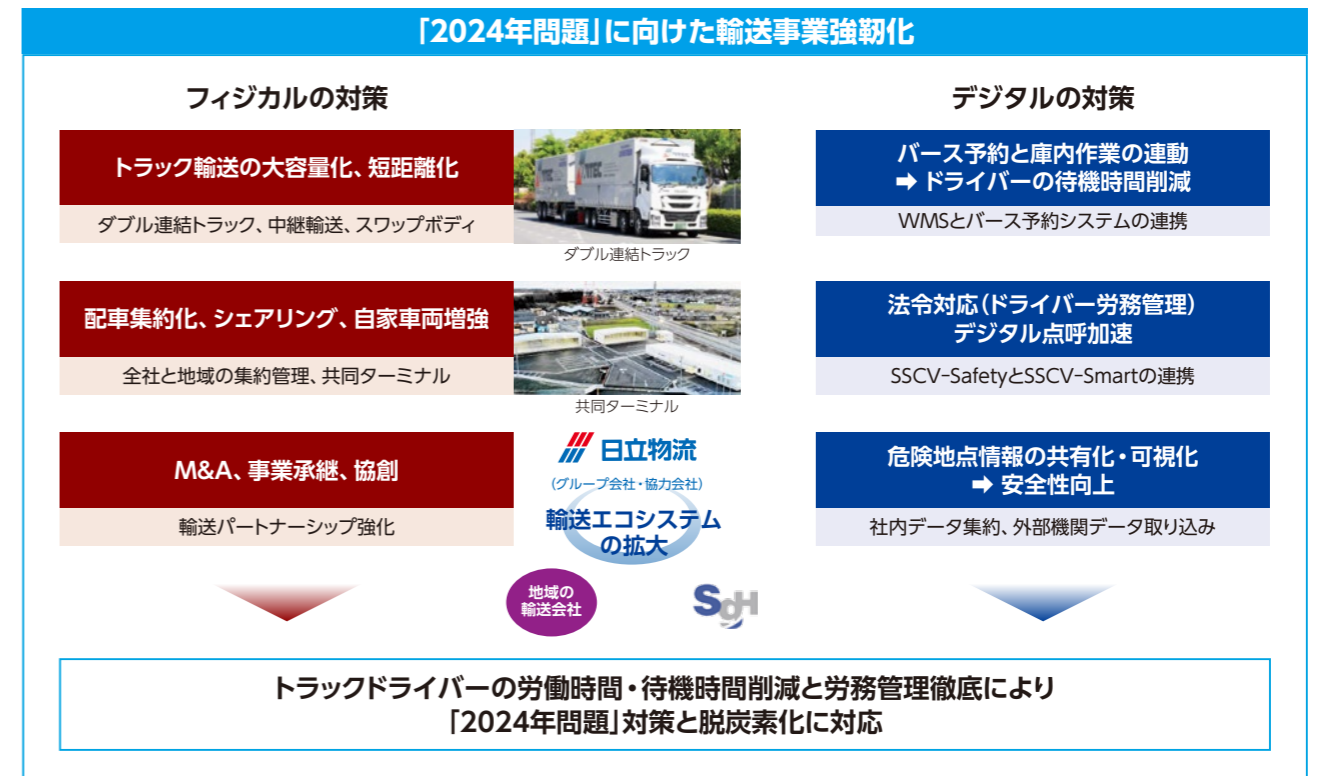 「2024年問題」に向けた輸送事業強靭化
フィジカルの対策
トラック輸送の大容量化、短距離化
ダブル連結トラック、中継輸送、スワップボディ
ダブル連結トラック
配車集約化、シェアリング、自家車両増強
全社と地域の集約管理、共同ターミナル
共同ターミナル
M&A、事業承継、協創
輸送パートナーシップ強化
日立物流
(グループ会社・協力会社)
輸送エコシステム
の拡大
地域の
輸送会社
SdH
デジタルの対策
バース予約と庫内作業の連動
➡ ドライバーの待機時間削減
WMSとバース予約システムの連携
法令対応(ドライバー労務管理)
デジタル点呼加速
SSCV-SafetyとSSCV-Smartの連携
危険地点情報の共有化・可視化
➡ 安全性向上
社内データ集約、外部機関データ取り込み
トラックドライバーの労働時間・待機時間削減と労務管理徹底により
「2024年問題」対策と脱炭素化に対応